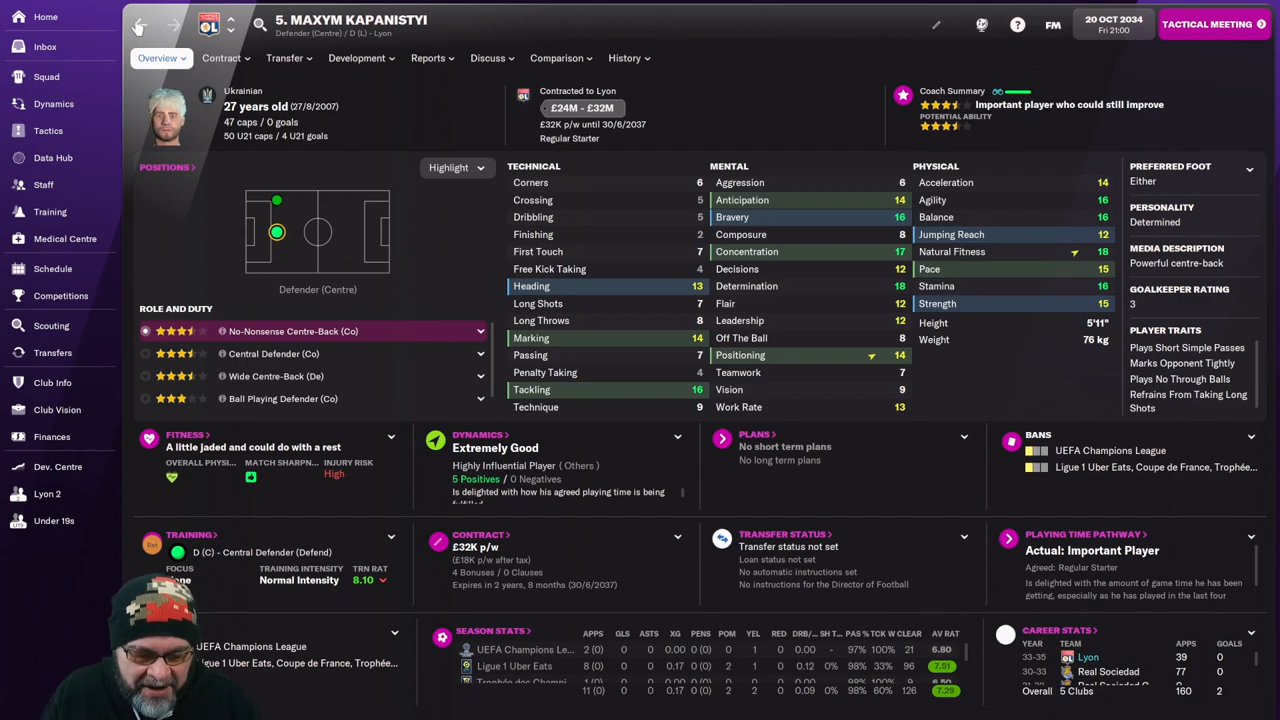 Home
Inbox
Squad
Dynamics
Tactics
Data Hub
Staff
Training
Medical Centre
Schedule
Competitions
Scouting
Transfers
Club Info
Club Vision
Finances
Dev. Centre
Lyon 2
Under 19s
5. MAXYM KAPANISTYI
Defender (Centre) / D (L) - Lyon
FM
20 OCT 2034
Fri 21:00
TACTICAL MEETING
Overview
Contract
Transfer
Development
Reports
Discuss
Comparison
History
Ukrainian
27 years old (27/8/2007)
47 caps / 0 goals
50 U21 caps / 4 U21 goals
Contracted to Lyon
£24M - £32M
£32K p/w until 30/6/2037
Regular Starter
Coach Summary
Important player who could still improve
POTENTIAL ABILITY
POSITIONS
Highlight
Defender (Centre)
ROLE AND DUTY
No-Nonsense Centre-Back (Co)
Central Defender (Co)
Wide Centre-Back (De)
Ball Playing Defender (Co)
TECHNICAL
Corners 6
Crossing 5
Dribbling 5
Finishing 2
First Touch 7
Free Kick Taking 4
Heading 13
Long Shots 7
Long Throws 8
Marking 14
Passing 7
Penalty Taking 4
Tackling 16
Technique 9
MENTAL
Aggression 6
Anticipation 14
Bravery 16
Composure 8
Concentration 17
Decisions 12
Determination 18
Flair 12
Leadership 12
Off The Ball 8
Positioning 14
Teamwork 7
Vision 9
Work Rate 13
PHYSICAL
Acceleration 14
Agility 16
Balance 16
Jumping Reach 12
Natural Fitness 18
Pace 15
Stamina 16
Strength 15
Height 5'11"
Weight 76 kg
PREFERRED FOOT
Either
PERSONALITY
Determined
MEDIA DESCRIPTION
Powerful centre-back
GOALKEEPER RATING
3
PLAYER TRAITS
Plays Short Simple Passes
Marks Opponent Tightly
Plays No Through Balls
Refrains From Taking Long
Shots
FITNESS
A little jaded and could do with a rest
OVERALL PHYSI... MATCH SHARPN... INJURY RISK
High
DYNAMICS
Extremely Good
Highly Influential Player ( Others )
5 Positives / 0 Negatives
Is delighted with how his agreed playing time is being
PLANS
No short term plans
No long term plans
BANS
UEFA Champions League
Ligue 1 Uber Eats, Coupe de France, Trophée...
TRAINING
Rst
D (C) - Central Defender (Defend)
FOCUS TRAINING INTENSITY TRN RAT
Normal Intensity 8.10
CONTRACT
£32K p/w
(£18K p/w after tax)
4 Bonuses / 0 Clauses
Expires in 2 years, 8 months (30/6/2037)
TRANSFER STATUS
Transfer status not set
Loan status not set
No automatic instructions set
No instructions for the Director of Football
PLAYING TIME PATHWAY
Actual: Important Player
Agreed: Regular Starter
Is delighted with the amount of game time he has been
getting, especially as he has played in the last four
UEFA Champions League
Ligue 1 Uber Eats, Coupe de France, Trophée...
SEASON STATS
APPS GLS ASTS XG PENS POM YEL RED DRB/... SH T... PAS % TCK W CLEAR AV RAT
UEFA Champions League 2 (0) 0 0 0.00 0 (0) 0 1 0 0.00 - 97% 100% 21 6.80
Ligue 1 Uber Eats 8 (0) 0 0 0.17 0 (0) 2 1 0 0.12 0% 98% 33% 96 7.51
11 (0) 0 0 0.17 0 (0) 2 2 0 0.09 0% 98% 60% 126 7.29
CAREER STATS
YEAR TEAM APPS GOALS
33-35 Lyon 39 0
30-33 Real Sociedad 77 0
Overall 5 Clubs 160 2